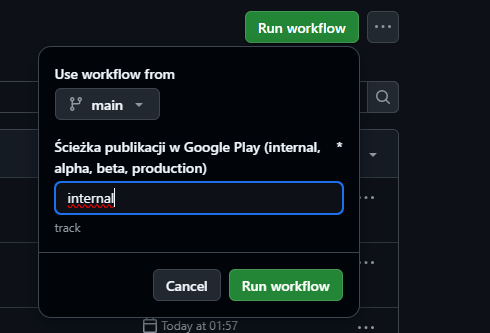 Run workflow
Use workflow from
main
Ścieżka publikacji w Google Play (internal, *
alpha, beta, production)
internal
track
Cancel
Run workflow
Today at 01:57